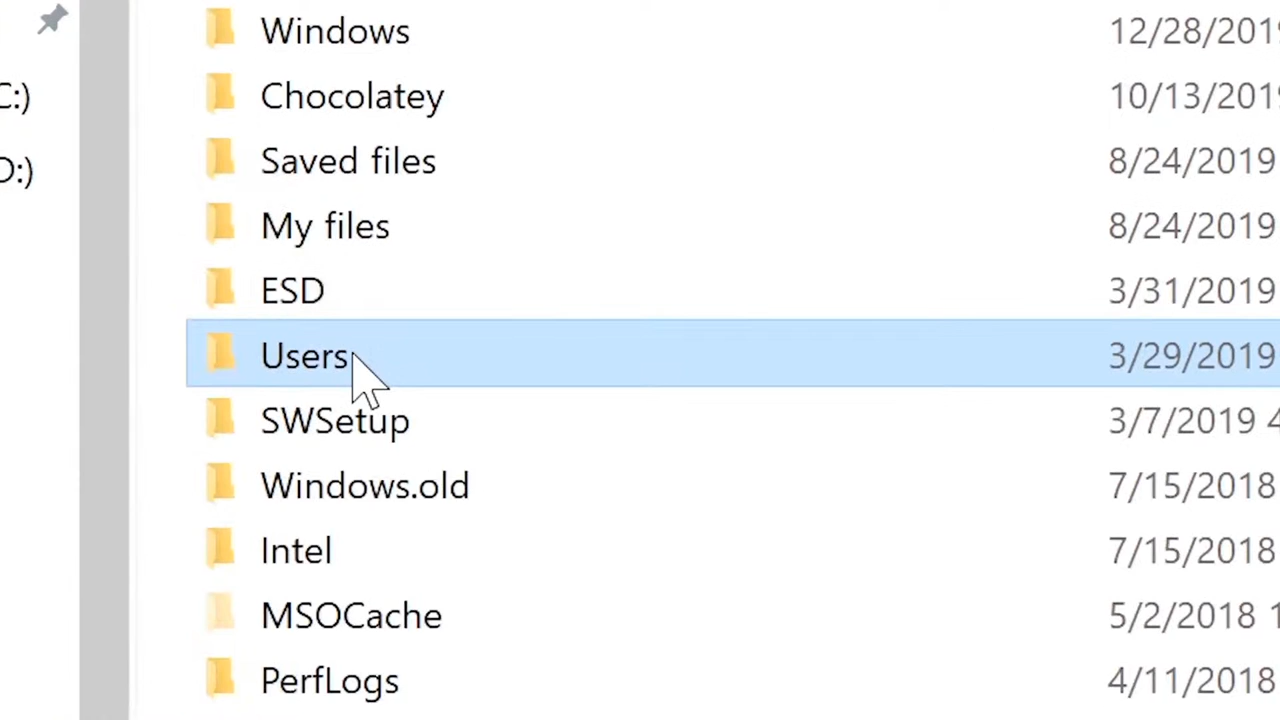 Windows 12/28/2019
C:) Chocolatey 10/13/2019
D:) Saved files 8/24/2019
My files 8/24/2019
ESD 3/31/2019
Users 3/29/2019
SWSetup 3/7/2019 4
Windows.old 7/15/2018
Intel 7/15/2018
MSOCache 5/2/2018 1
PerfLogs 4/11/2018